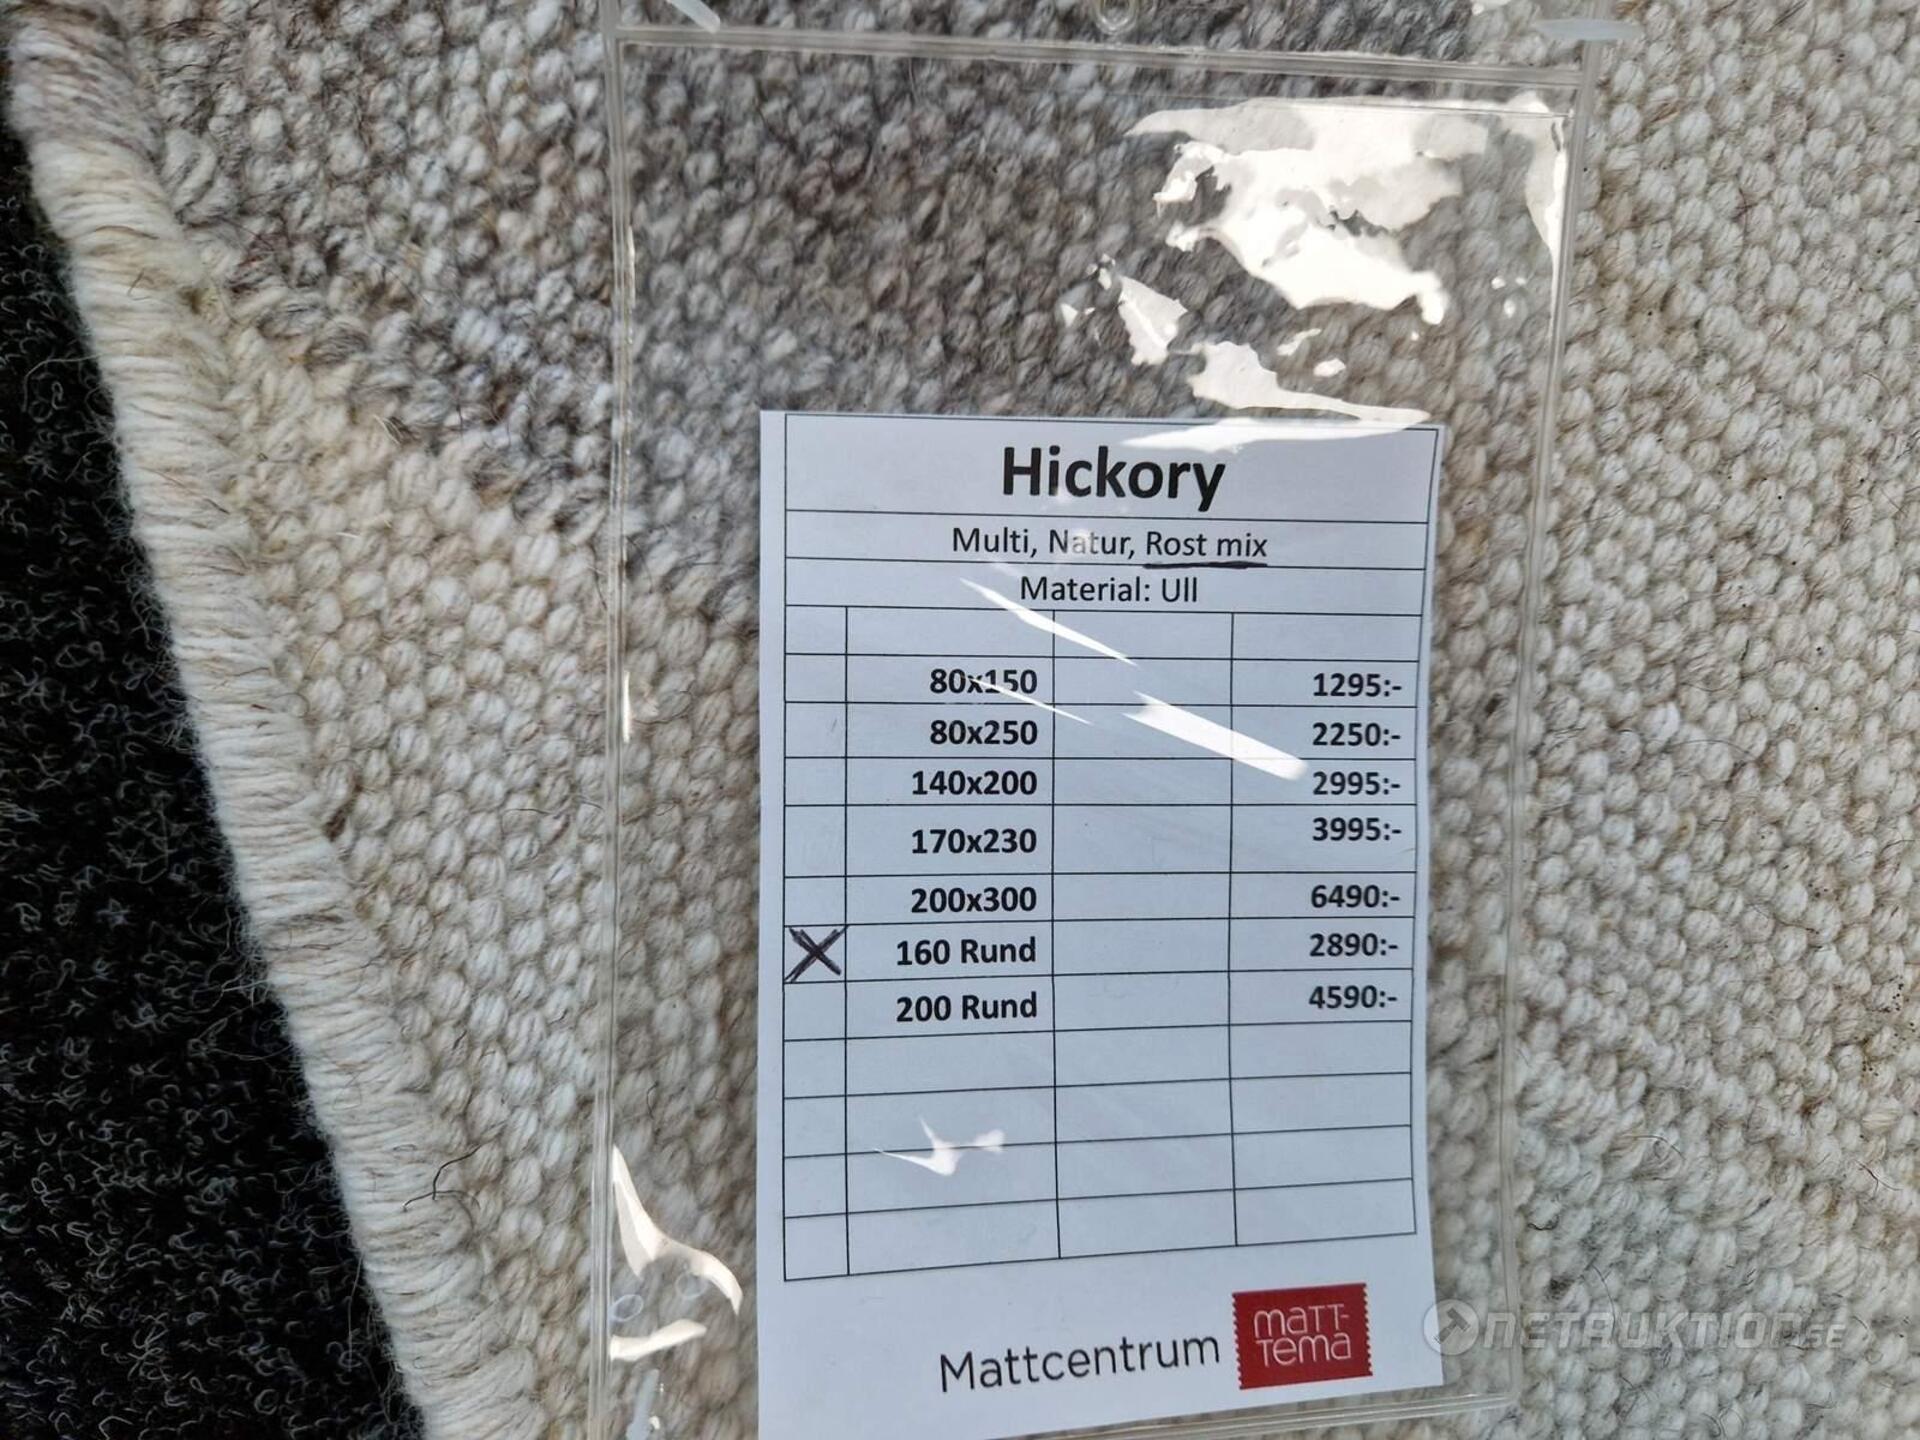 Hickory
Multi, Natur, Rost mix
Material: Ull
80x150 1295:-
80x250 2250:-
140x200 2995:-
170x230 3995:-
200x300 6490:-
X 160 Rund 2890:-
200 Rund 4590:-
Mattcentrum
MATT-
TEMA
NETAUKTION.SE